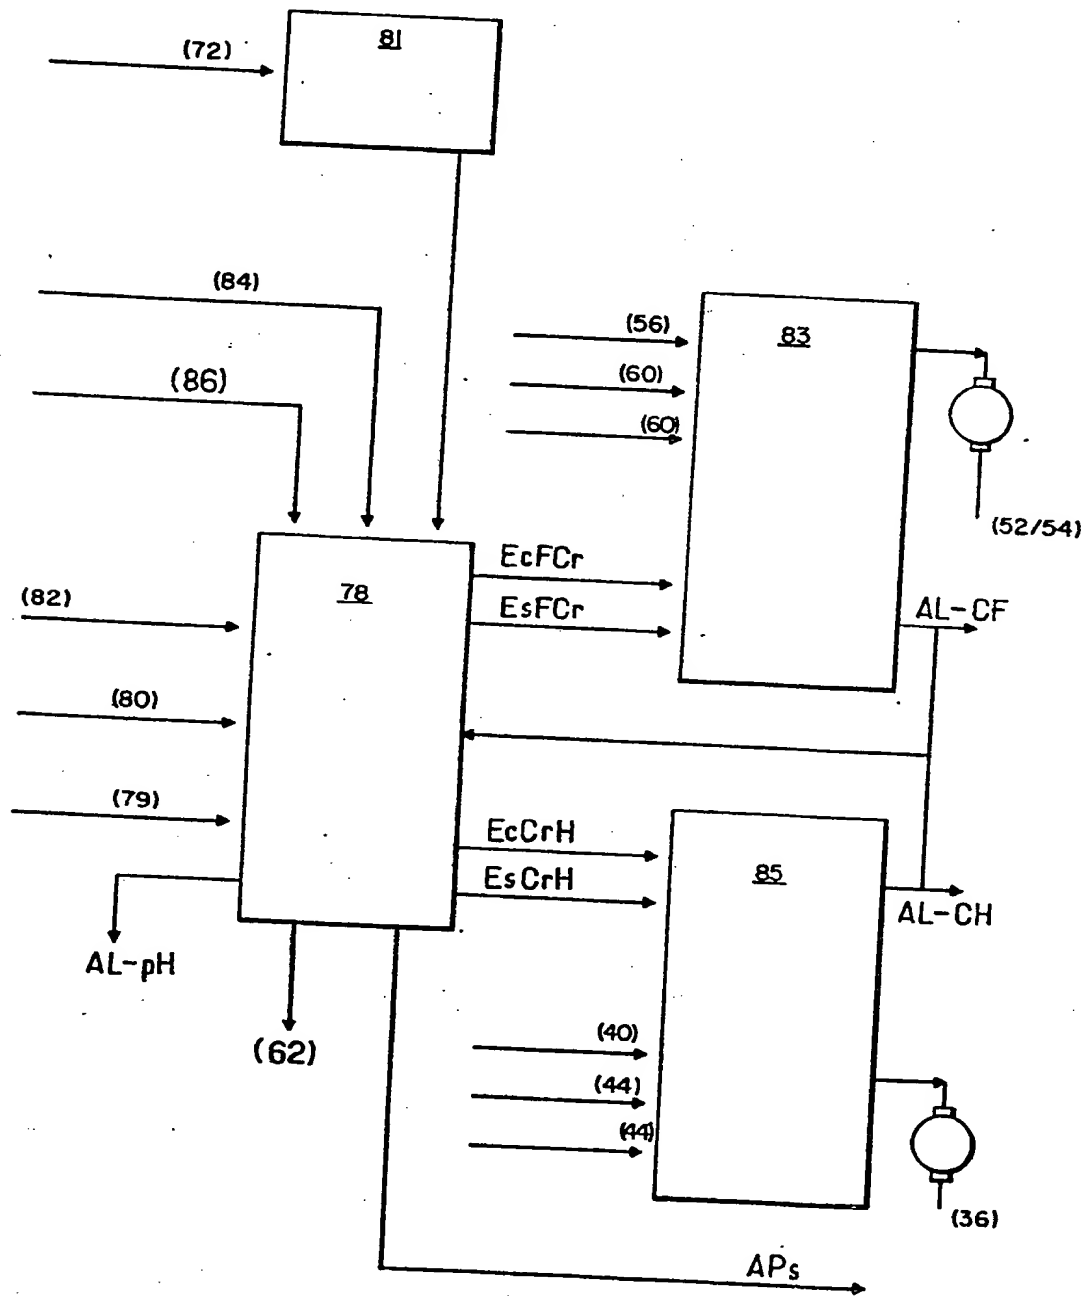 81
(72)
(84)
(56)
83
(86)
(60)
(60)
(52/54)
EcFCr
78
(82)
EsFCr
AL-CF
(80)
(79)
EcCrH
85
EsCrH
AL-CH
AL-pH
(40)
(62)
(44)
(44)
(36)
APs